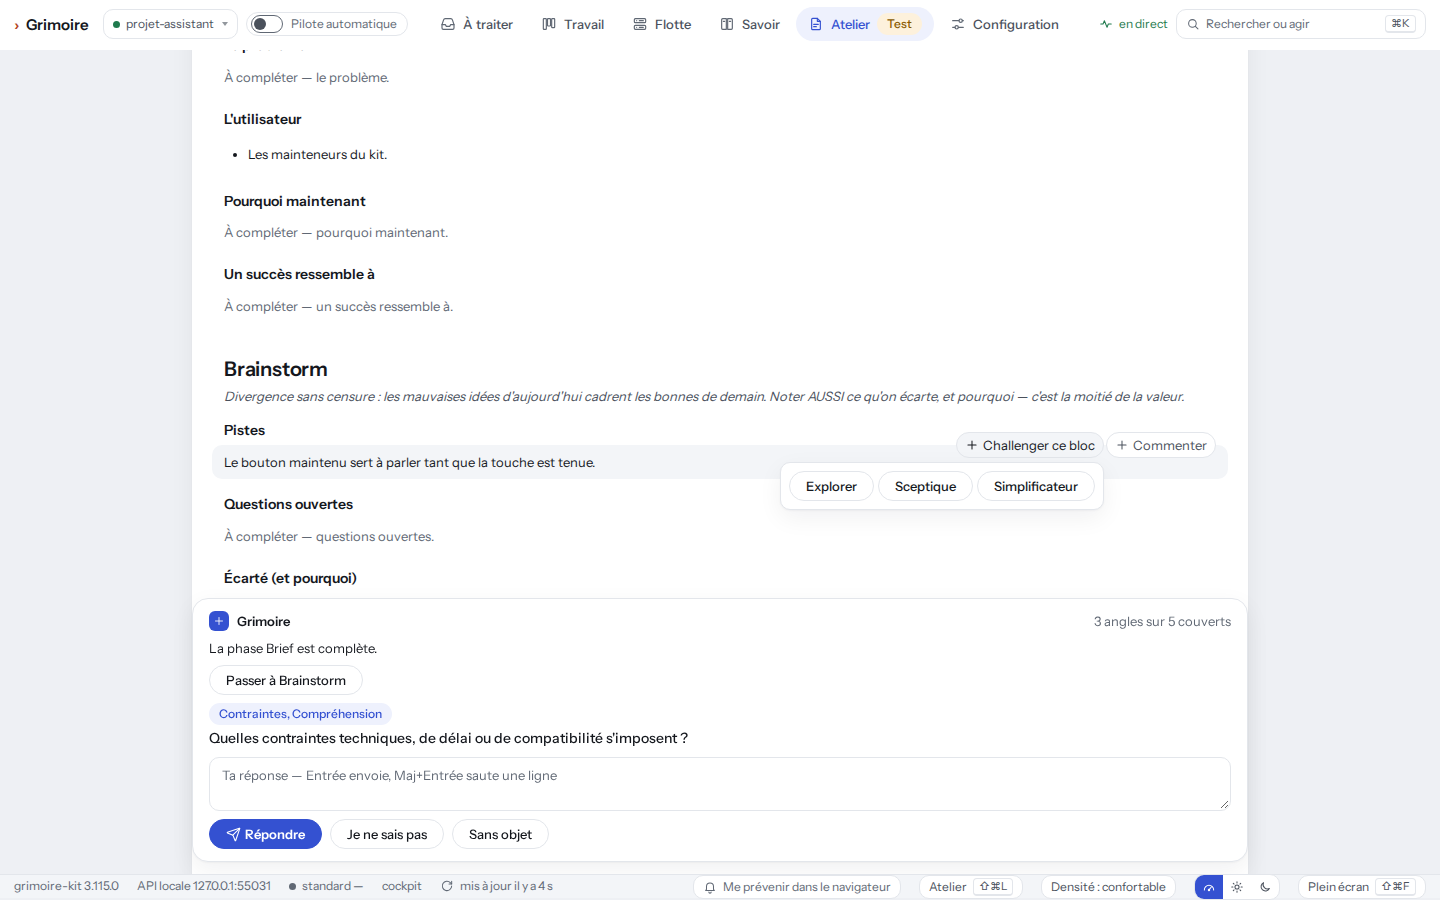 Grimoire
projet-assistant
Pilote automatique
À traiter
Travail
Flotte
Savoir
Atelier
Test
Configuration
en direct
Rechercher ou agir
⌘K
À compléter — le problème.
L'utilisateur
Les mainteneurs du kit.
Pourquoi maintenant
À compléter — pourquoi maintenant.
Un succès ressemble à
À compléter — un succès ressemble à.
Brainstorm
Divergence sans censure : les mauvaises idées d'aujourd'hui cadrent les bonnes de demain. Noter AUSSI ce qu'on écarte, et pourquoi — c'est la moitié de la valeur.
Pistes
Challenger ce bloc
Commenter
Le bouton maintenu sert à parler tant que la touche est tenue.
Explorer
Sceptique
Simplificateur
Questions ouvertes
À compléter — questions ouvertes.
Écarté (et pourquoi)
Grimoire
3 angles sur 5 couverts
La phase Brief est complète.
Passer à Brainstorm
Contraintes, Compréhension
Quelles contraintes techniques, de délai ou de compatibilité s'imposent ?
Ta réponse — Entrée envoie, Maj+Entrée saute une ligne
Répondre
Je ne sais pas
Sans objet
grimoire-kit 3.115.0
API locale 127.0.0.1:55031
standard —
cockpit
mis à jour il y a 4 s
Me prévenir dans le navigateur
Atelier
⇧⌘L
Densité : confortable
Plein écran
⇧⌘F